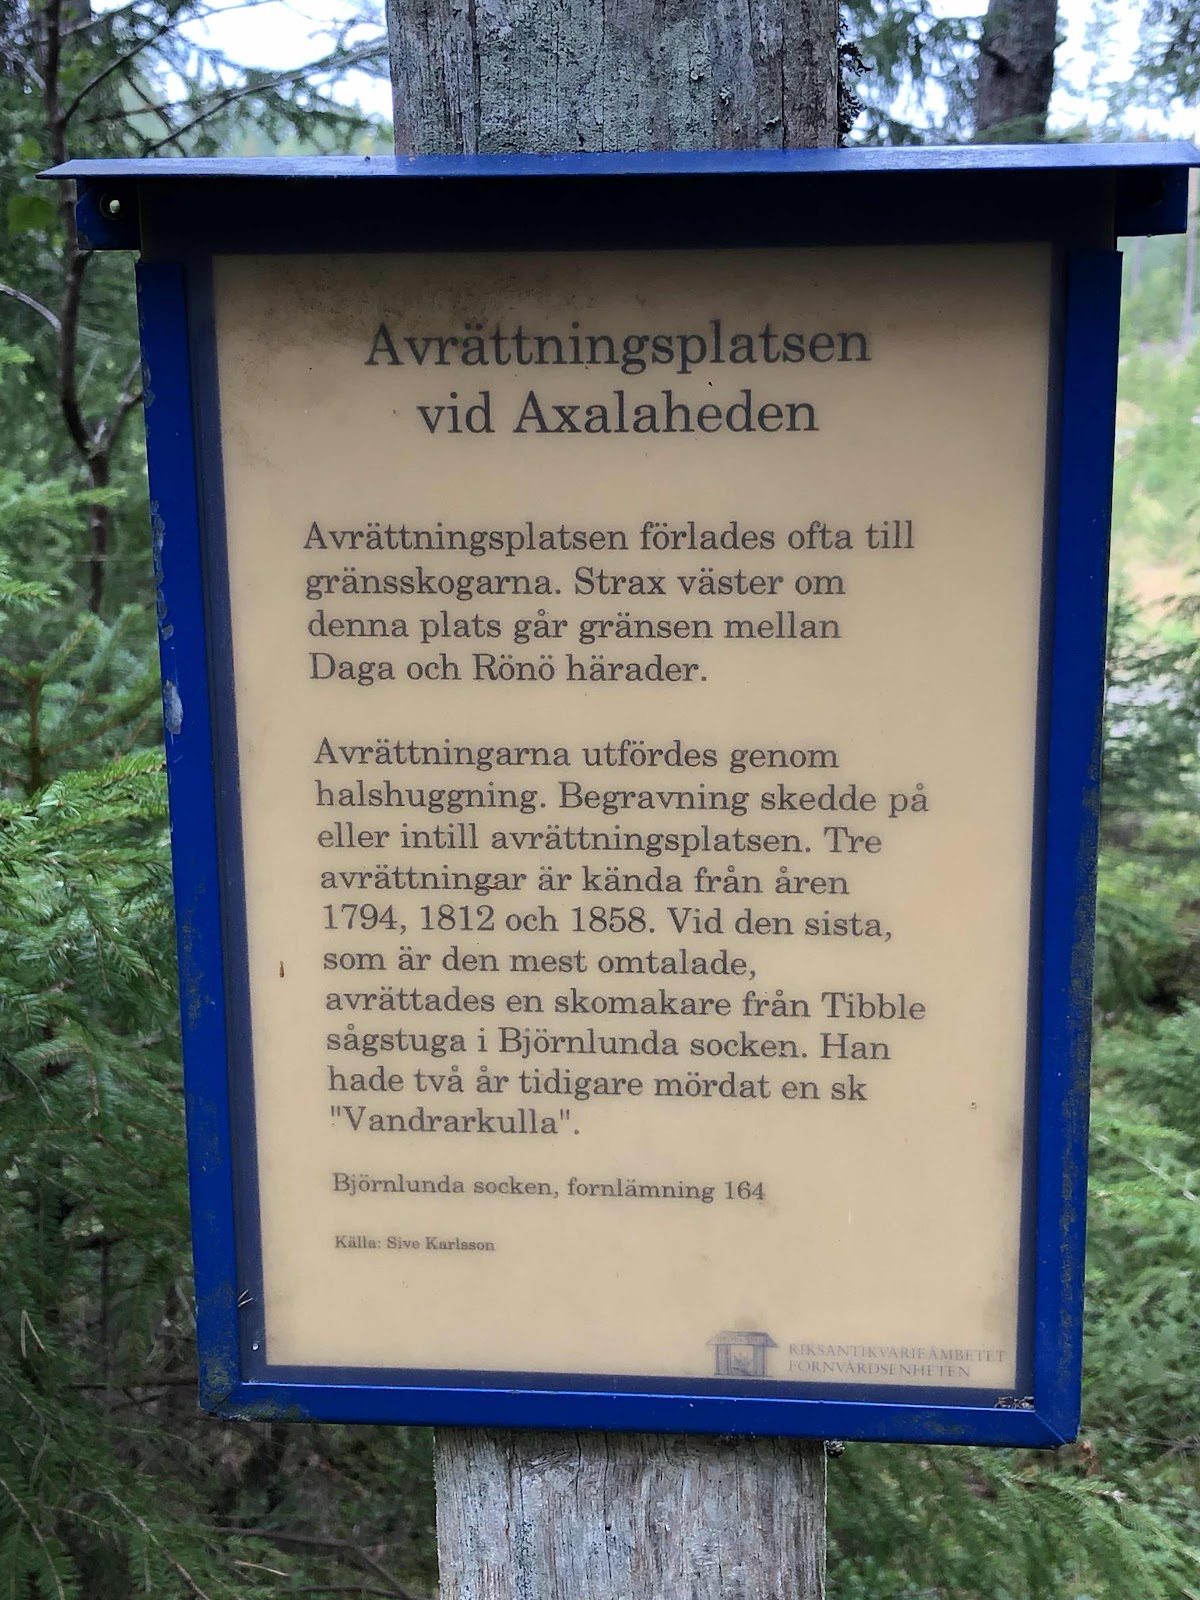 Avrättningsplatsen
vid Axalaheden
Avrättningsplatsen förlades ofta till
gränsskogarna. Strax väster om
denna plats går gränsen mellan
Daga och Rönö härader.
Avrättningarna utfördes genom
halshuggning. Begravning skedde på
eller intill avrättningsplatsen. Tre
avrättningar är kända från åren
1794, 1812 och 1858. Vid den sista,
som är den mest omtalade,
avrättades en skomakare från Tibble
sågstuga i Björnlunda socken. Han
hade två år tidigare mördat en sk
"Vandrarkulla".
Björnlunda socken, fornlämning 164
Källa: Sive Karlsson
RIKSANTIKVARIEÄMBETET
FORNVÅRDSENHETEN